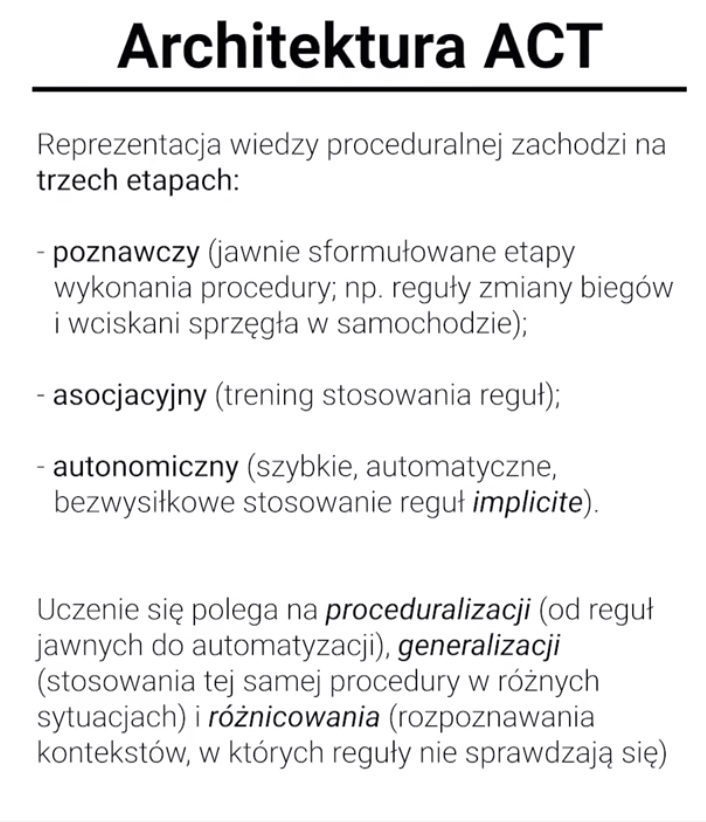 Architektura ACT
Reprezentacja wiedzy proceduralnej zachodzi na
trzech etapach:
- poznawczy (jawnie sformułowane etapy
wykonania procedury; np. reguły zmiany biegów
i wciskani sprzęgła w samochodzie);
- asocjacyjny (trening stosowania reguł);
- autonomiczny (szybkie, automatyczne,
bezwysiłkowe stosowanie reguł implicite).
Uczenie się polega na proceduralizacji (od reguł
jawnych do automatyzacji), generalizacji
(stosowania tej samej procedury w różnych
sytuacjach) i różnicowania (rozpoznawania
kontekstów, w których reguły nie sprawdzają się)